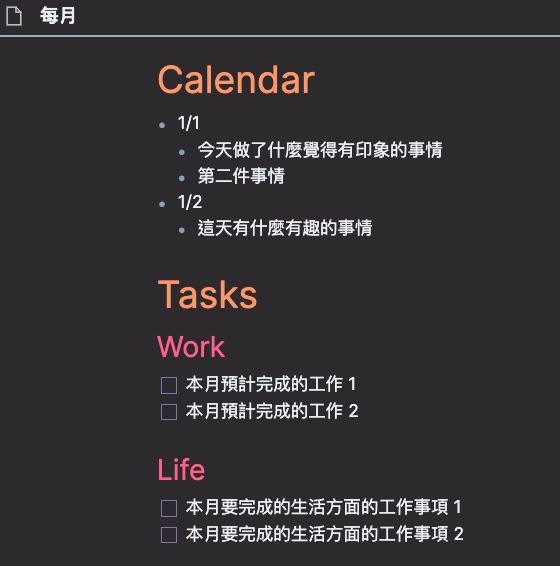 每月
Calendar
1/1
今天做了什麼覺得有印象的事情
第二件事情
1/2
這天有什麼有趣的事情
Tasks
Work
本月預計完成的工作 1
本月預計完成的工作 2
Life
本月要完成的生活方面的工作事項 1
本月要完成的生活方面的工作事項 2